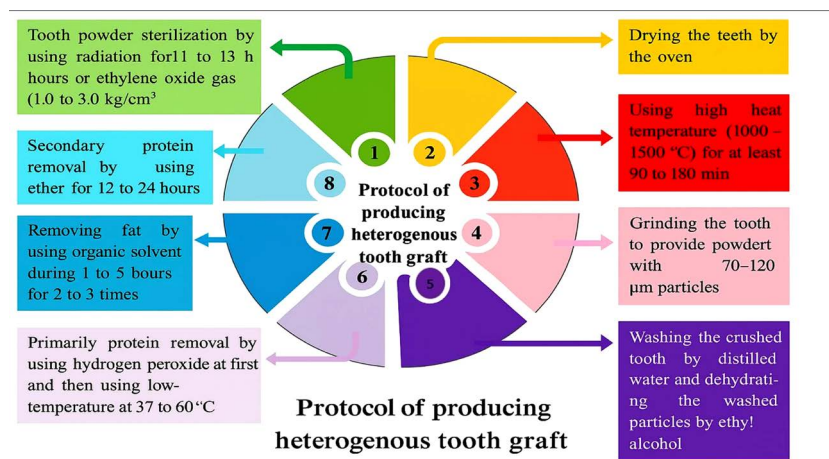 Tooth powder sterilization by
using radiation for11 to 13 h
hours or ethylene oxide gas
(1.0 to 3.0 kg/cm³
Secondary protein
removal by using
ether for 12 to 24 hours
Removing fat by
using organic solvent
during 1 to 5 bours
for 2 to 3 times
Primarily protein removal by
using hydrogen peroxide at first
and then using low-
temperature at 37 to 60 °C
1
2
3
4
5
6
7
8
Protocol of
producing
heterogenous
tooth graft
Drying the teeth by
the oven
Using high heat
temperature (1000 –
1500 °C) for at least
90 to 180 min
Grinding the tooth
to provide powdert
with 70–120
µm particles
Washing the crushed
tooth by distilled
water and dehydrati-
ng the washed
particles by ethy!
alcohol
Protocol of producing
heterogenous tooth graft